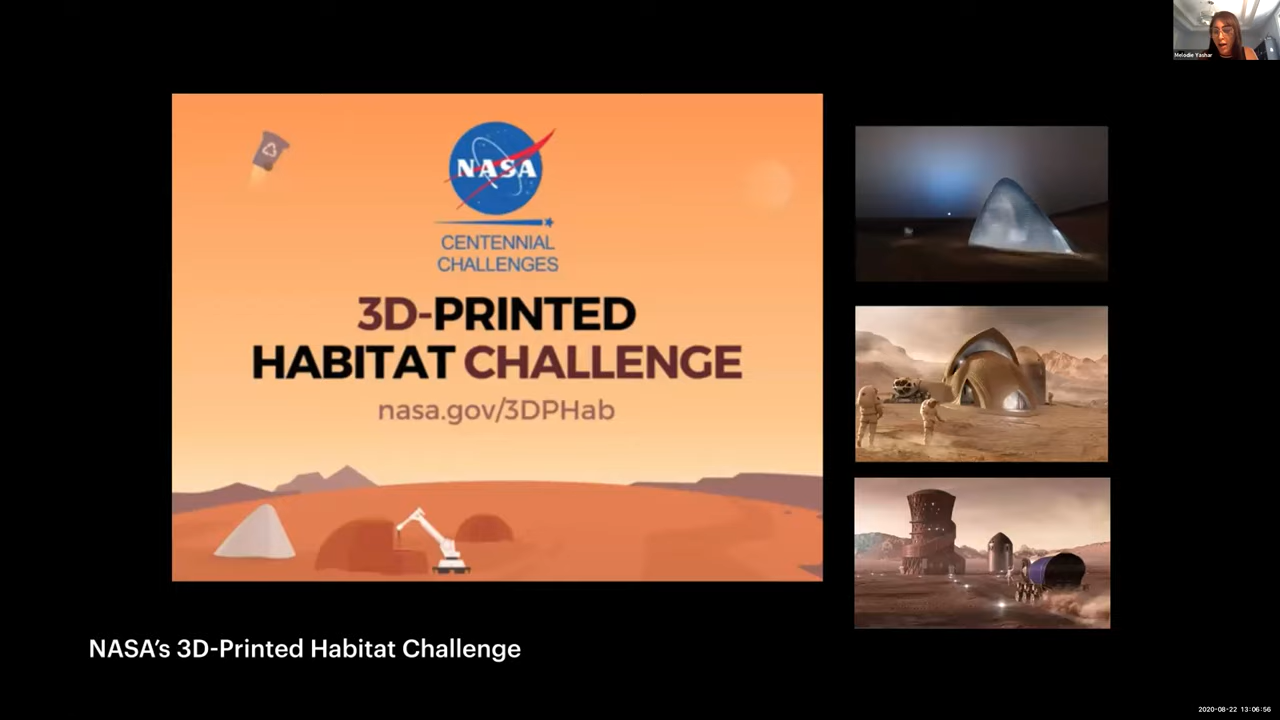 Melodie Yashar
NASA
CENTENNIAL
CHALLENGES
3D-PRINTED
HABITAT CHALLENGE
nasa.gov/3DPHab
NASA's 3D-Printed Habitat Challenge
2020-08-22 13:06:56